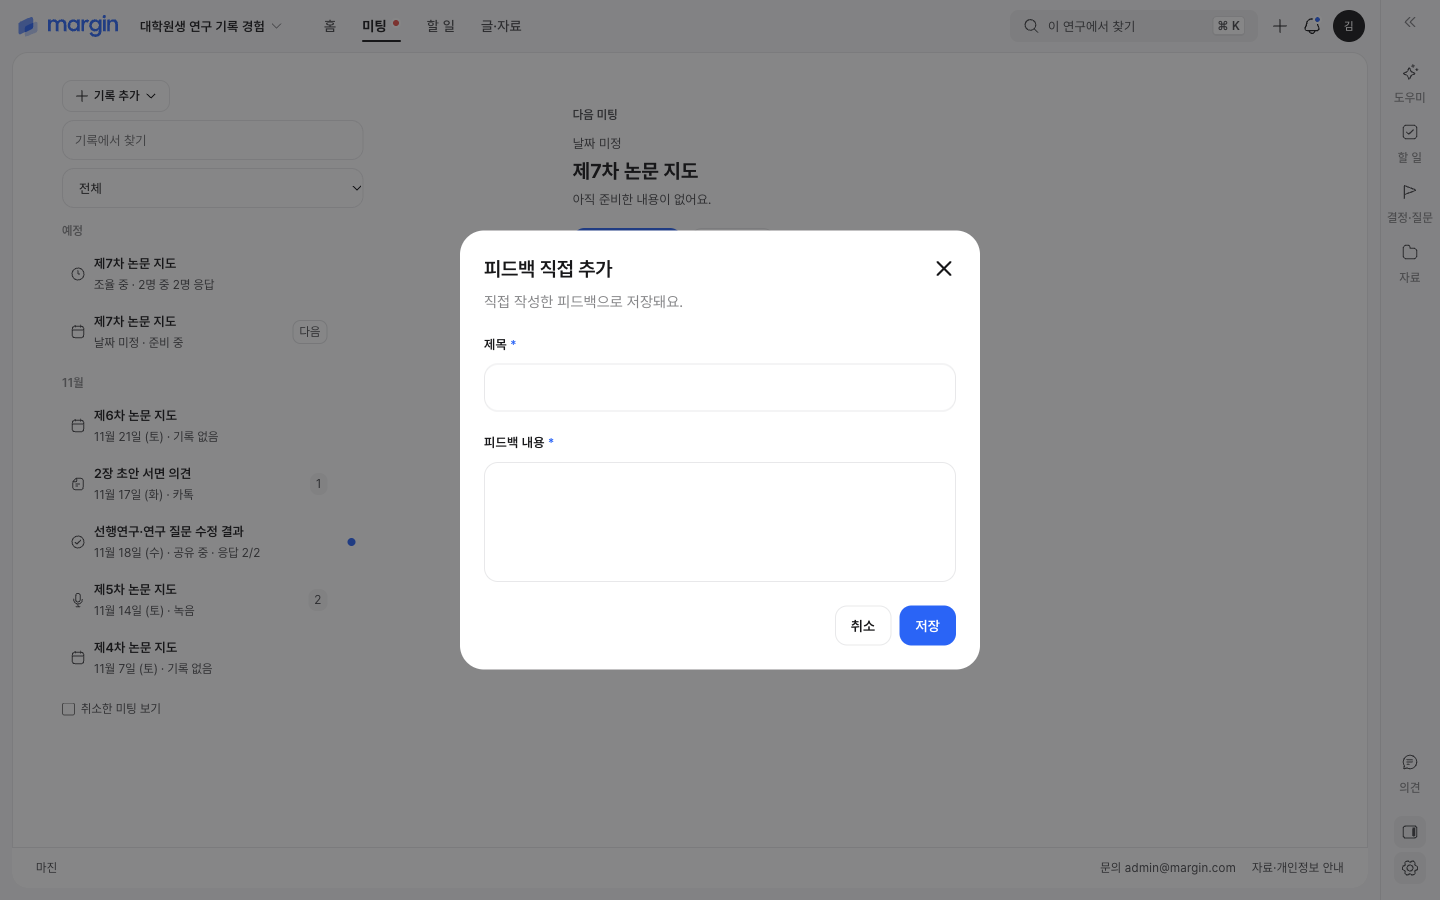 margin
대학원생 연구 기록 경험
홈
미팅
할 일
글·자료
이 연구에서 찾기
⌘ K
김
기록 추가
기록에서 찾기
전체
예정
제7차 논문 지도
조율 중 · 2명 중 2명 응답
제7차 논문 지도
날짜 미정 · 준비 중
다음
11월
제6차 논문 지도
11월 21일 (토) · 기록 없음
2장 초안 서면 의견
11월 17일 (화) · 카톡
1
선행연구·연구 질문 수정 결과
11월 18일 (수) · 공유 중 · 응답 2/2
제5차 논문 지도
11월 14일 (토) · 녹음
2
제4차 논문 지도
11월 7일 (토) · 기록 없음
취소한 미팅 보기
다음 미팅
날짜 미정
제7차 논문 지도
아직 준비한 내용이 없어요.
피드백 직접 추가
직접 작성한 피드백으로 저장돼요.
제목 *
피드백 내용 *
취소
저장
도우미
할 일
결정·질문
자료
의견
마진
문의 admin@margin.com
자료·개인정보 안내